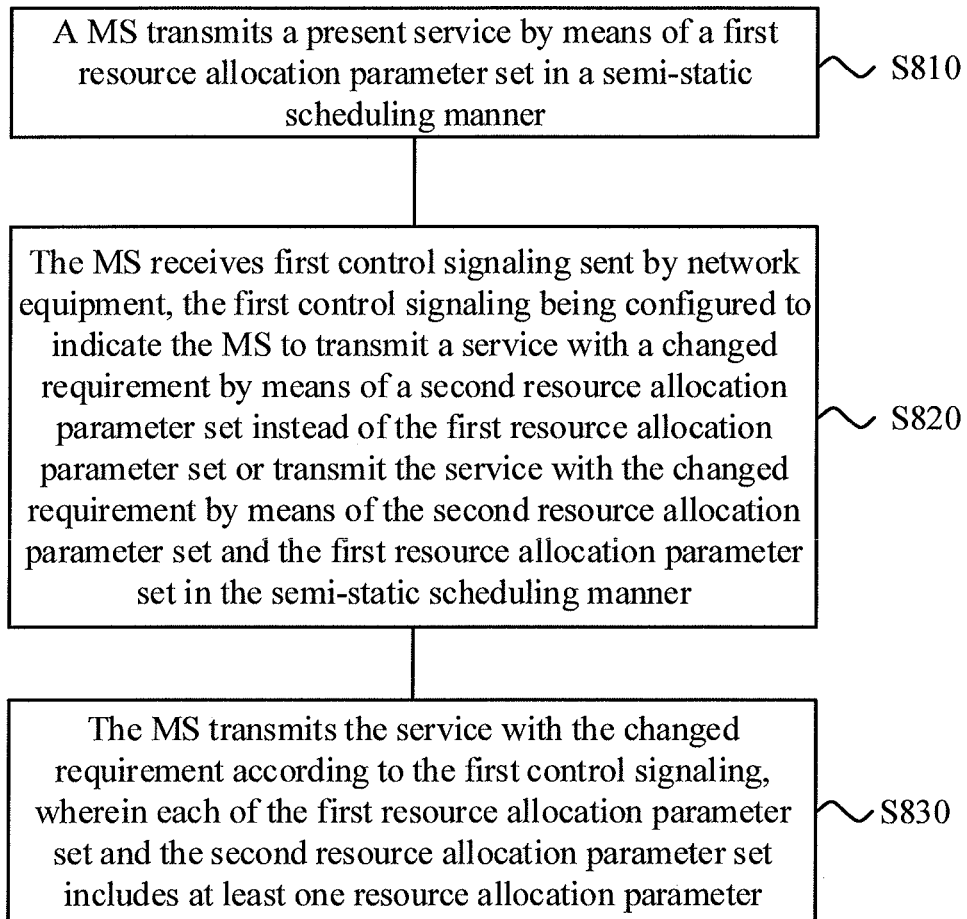 A MS transmits a present service by means of a first
resource allocation parameter set in a semi-static
scheduling manner
S810
The MS receives first control signaling sent by network
equipment, the first control signaling being configured to
indicate the MS to transmit a service with a changed
requirement by means of a second resource allocation
parameter set instead of the first resource allocation
parameter set or transmit the service with the changed
requirement by means of the second resource allocation
parameter set and the first resource allocation parameter
set in the semi-static scheduling manner
S820
The MS transmits the service with the changed
requirement according to the first control signaling,
wherein each of the first resource allocation parameter
set and the second resource allocation parameter set
includes at least one resource allocation parameter
S830